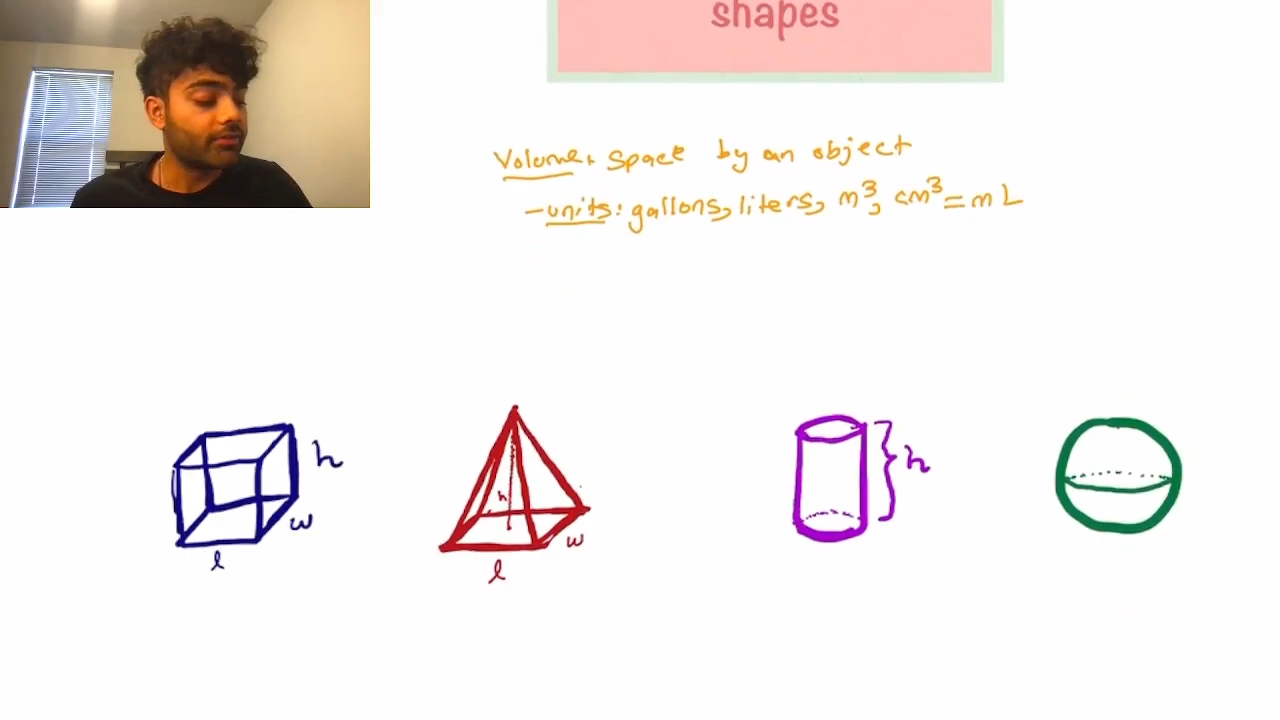 shapes
Volume: Space by an object
- units: gallons, liters, m³, cm³ = mL
h
h
h
w
w
l
l